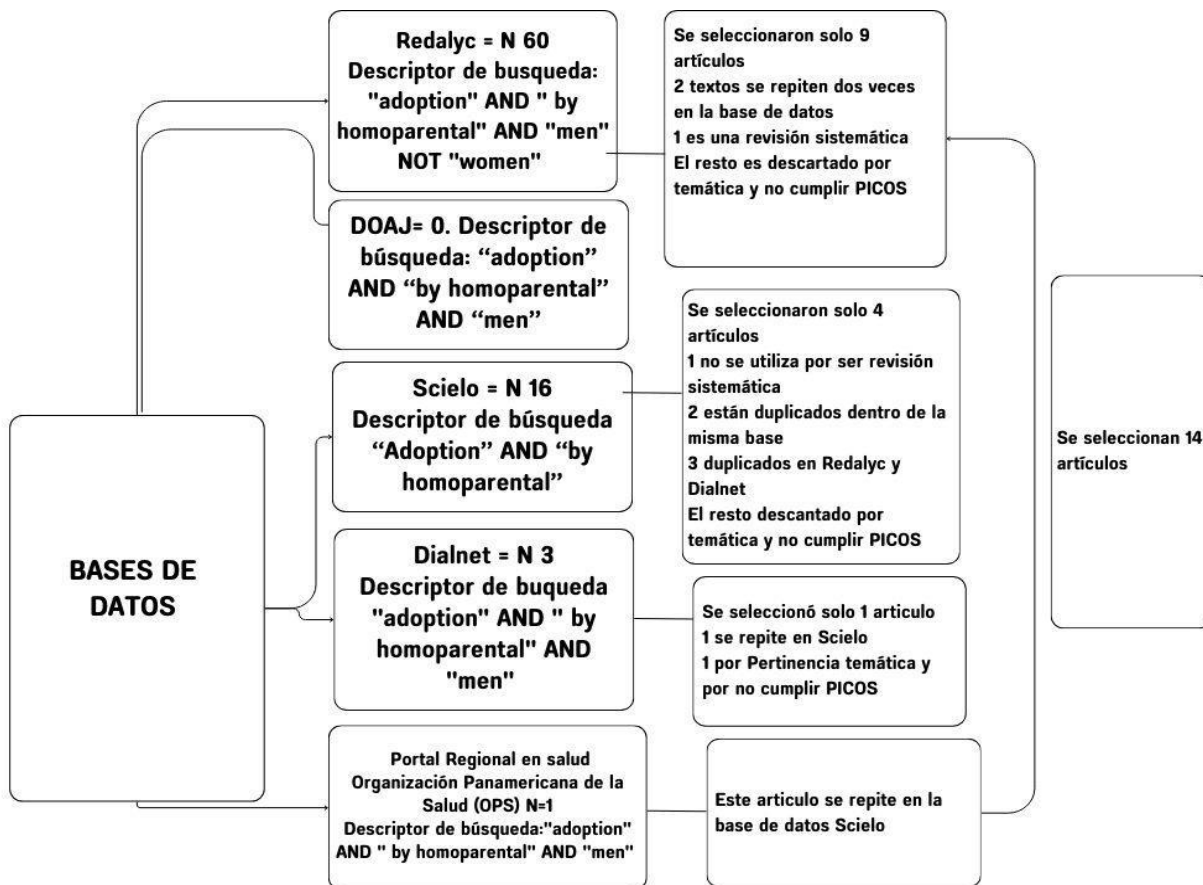 Redalyc = N 60
Descriptor de busqueda:
"adoption" AND " by
homoparental" AND "men"
NOT "women"
Se seleccionaron solo 9
artículos
2 textos se repiten dos veces
en la base de datos
1 es una revisión sistemática
El resto es descartado por
temática y no cumplir PICOS
DOAJ= 0. Descriptor de
búsqueda: “adoption”
AND “by homoparental”
AND “men”
Scielo = N 16
Descriptor de búsqueda
“Adoption” AND “by
homoparental”
Se seleccionaron solo 4
artículos
1 no se utiliza por ser revisión
sistemática
2 están duplicados dentro de la
misma base
3 duplicados en Redalyc y
Dialnet
El resto descantado por
temática y no cumplir PICOS
Se seleccionan 14
artículos
BASES DE
DATOS
Dialnet = N 3
Descriptor de buqueda
"adoption" AND " by
homoparental" AND
"men"
Se seleccionó solo 1 articulo
1 se repite en Scielo
1 por Pertinencia temática y
por no cumplir PICOS
Portal Regional en salud
Organización Panamericana de la
Salud (OPS) N=1
Descriptor de búsqueda:"adoption"
AND " by homoparental" AND "men"
Este articulo se repite en la
base de datos Scielo